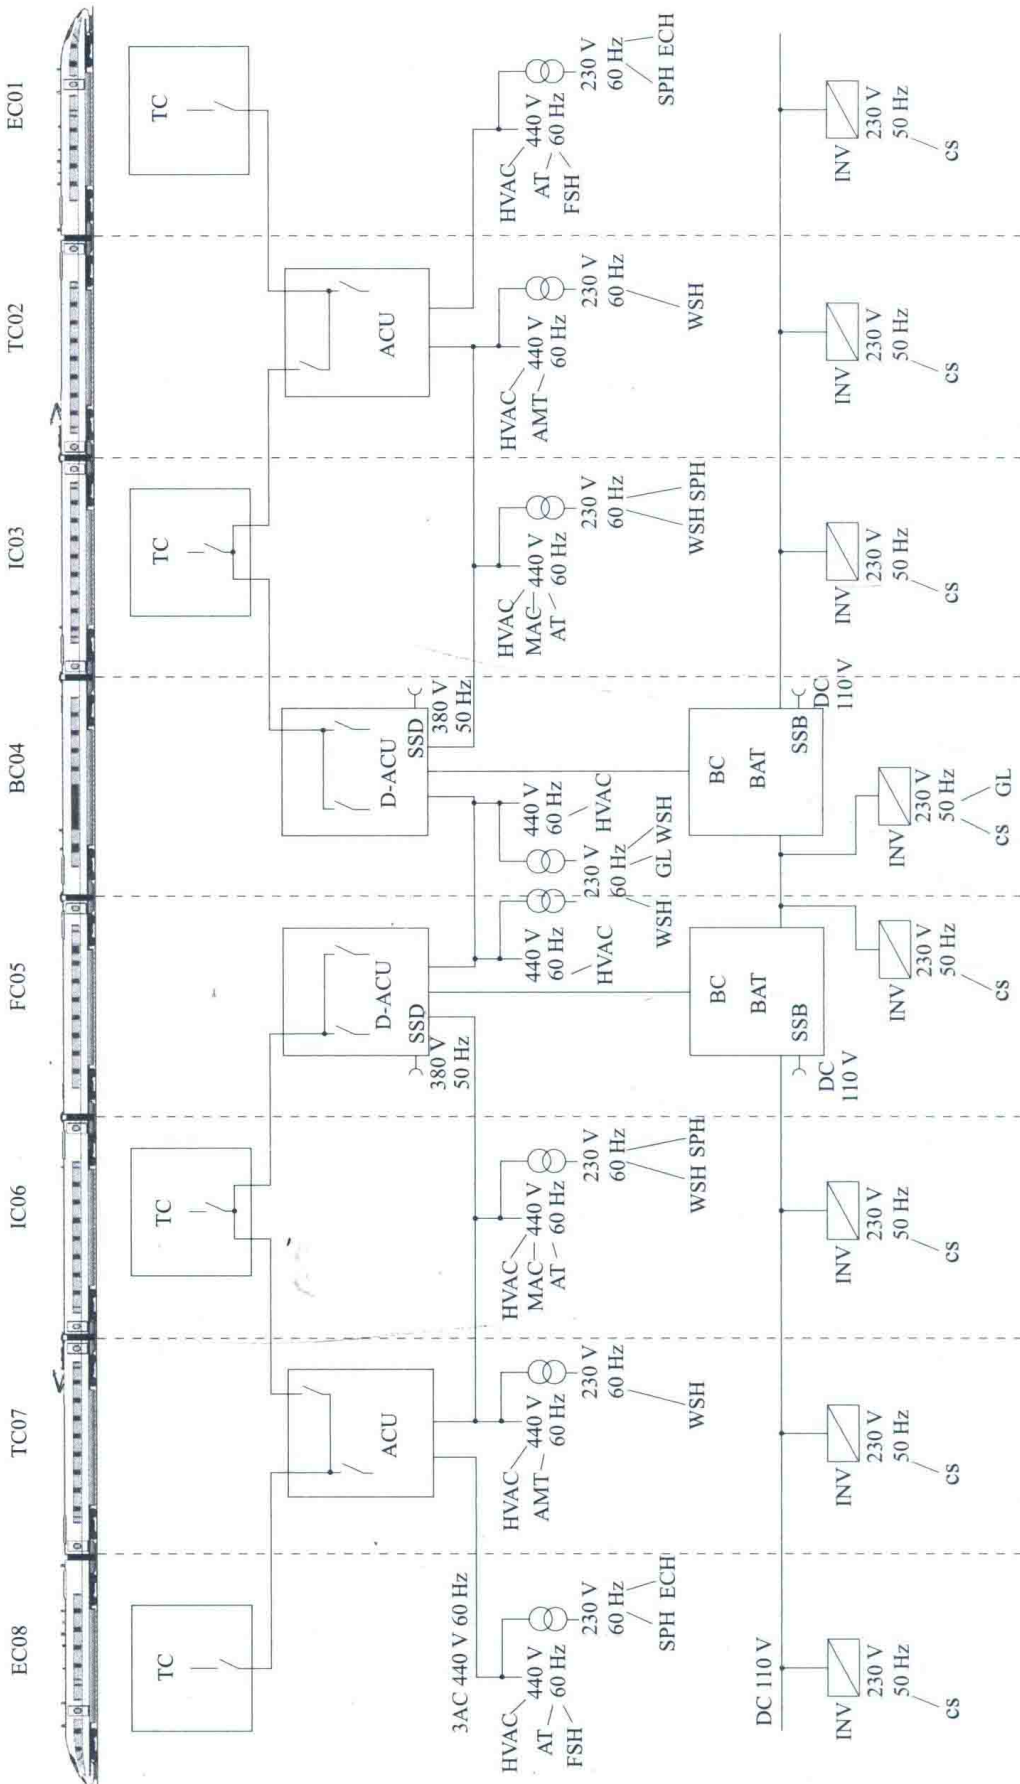 EC08 TC07 IC06 FC05 BC04 IC03 TC02 EC01
TC
TC
TC
TC
ACU
D-ACU
SSD
380 V
50 Hz
D-ACU
SSD
380 V
50 Hz
ACU
3AC 440 V 60 Hz
HVAC 440 V
AT 60 Hz
FSH
230 V
60 Hz
SPH ECH
HVAC 440 V
AMT 60 Hz
230 V
60 Hz
WSH
HVAC
MAC 440 V
AT 60 Hz
230 V
60 Hz
WSH SPH
440 V
60 Hz
HVAC
WSH
230 V
60 Hz
GL WSH
440 V
60 Hz
HVAC
HVAC
MAC 440 V
AT 60 Hz
230 V
60 Hz
WSH SPH
HVAC 440 V
AMT 60 Hz
230 V
60 Hz
WSH
HVAC 440 V
AT 60 Hz
FSH
230 V
60 Hz
SPH ECH
BC
BAT
SSB
DC
110 V
BC
BAT
SSB
DC
110 V
DC 110 V
INV 230 V
50 Hz
cs
INV 230 V
50 Hz
cs
INV 230 V
50 Hz
cs
INV 230 V
50 Hz
cs
INV 230 V
50 Hz
cs GL
INV 230 V
50 Hz
cs
INV 230 V
50 Hz
cs
INV 230 V
50 Hz
cs